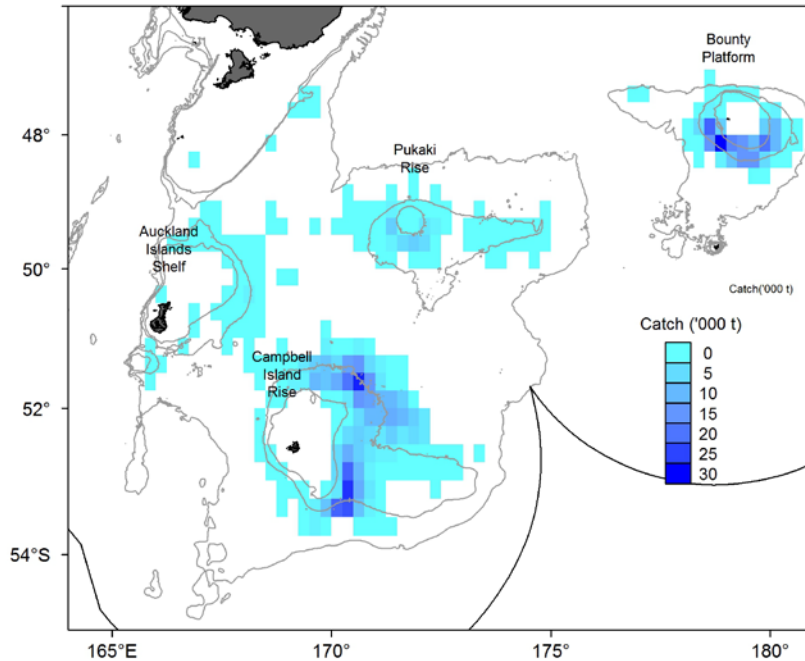 Bounty
Platform
48°
Pukaki
Rise
Auckland
Islands
Shelf
50°
Catch('000 t)
Catch ('000 t)
0
5
10
15
20
25
30
Campbell
Island
Rise
52°
54°S
165°E
170°
175°
180°